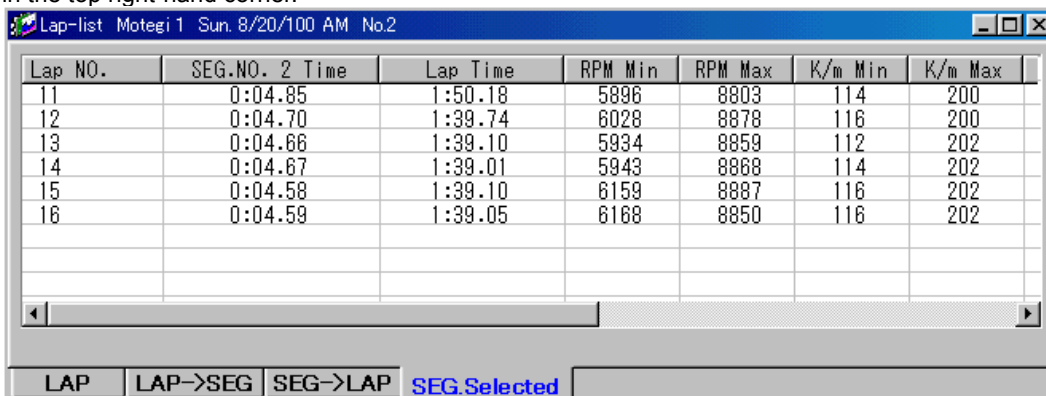 in the top right-hand corner.
Lap-list Motegi 1 Sun. 8/20/100 AM No.2
Lap NO. SEG.NO. 2 Time Lap Time RPM Min RPM Max K/m Min K/m Max
11 0:04.85 1:50.18 5896 8803 114 200
12 0:04.70 1:39.74 6028 8878 116 200
13 0:04.66 1:39.10 5934 8859 112 202
14 0:04.67 1:39.01 5943 8868 114 202
15 0:04.58 1:39.10 6159 8887 116 202
16 0:04.59 1:39.05 6168 8850 116 202
LAP LAP->SEG SEG->LAP SEG.Selected